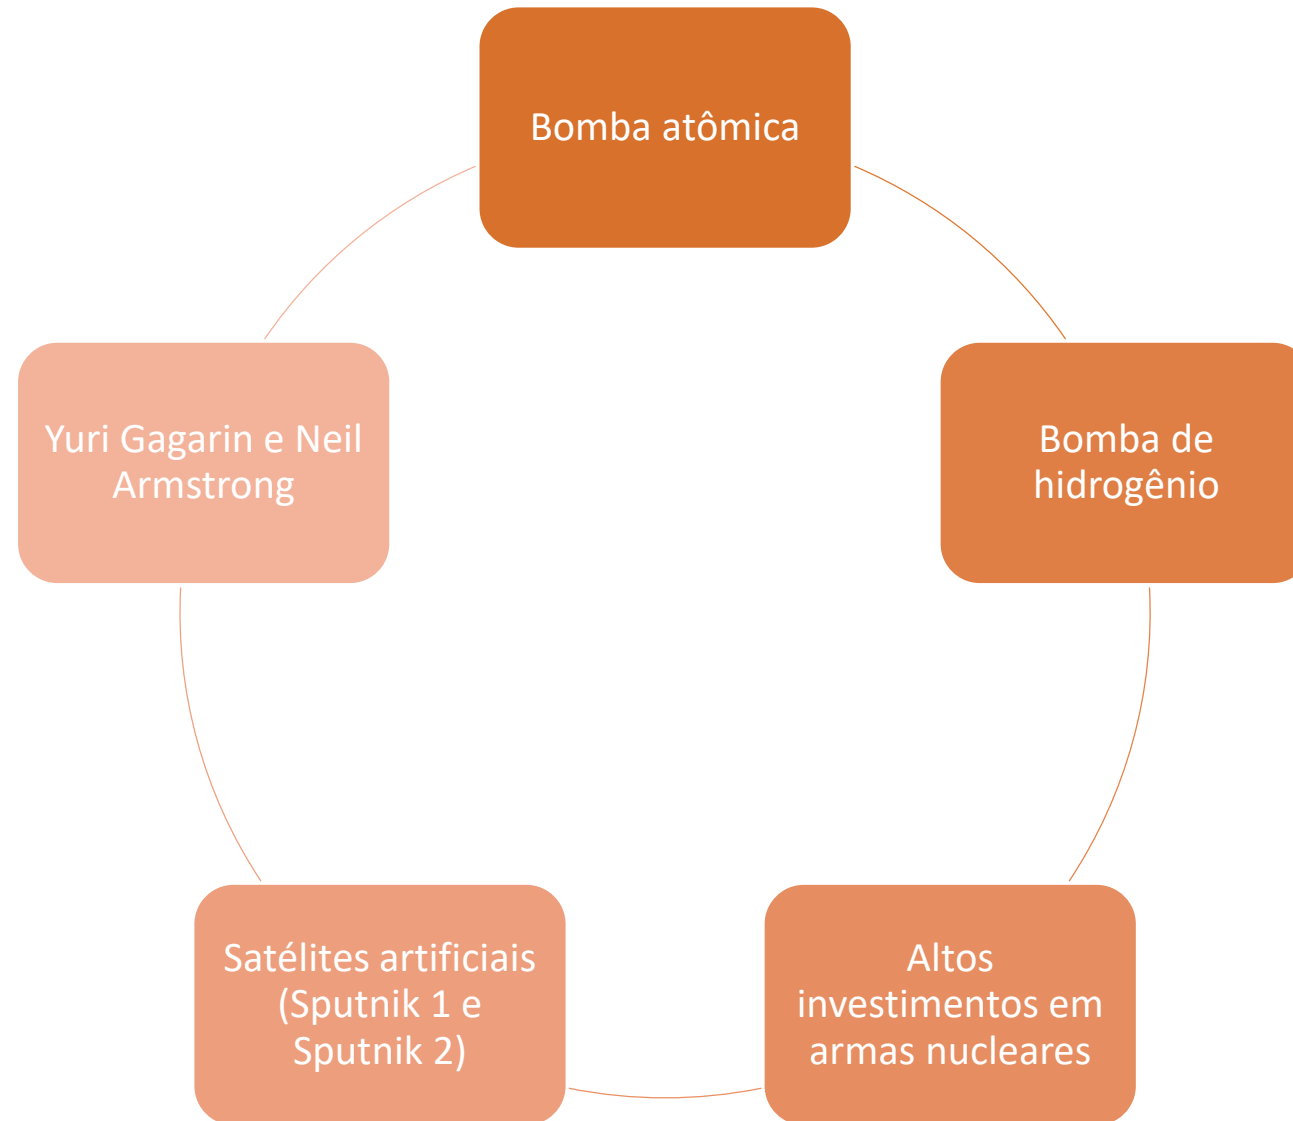 Bomba atômica
Bomba de
hidrogênio
Altos
investimentos em
armas nucleares
Satélites artificiais
(Sputnik 1 e
Sputnik 2)
Yuri Gagarin e Neil
Armstrong